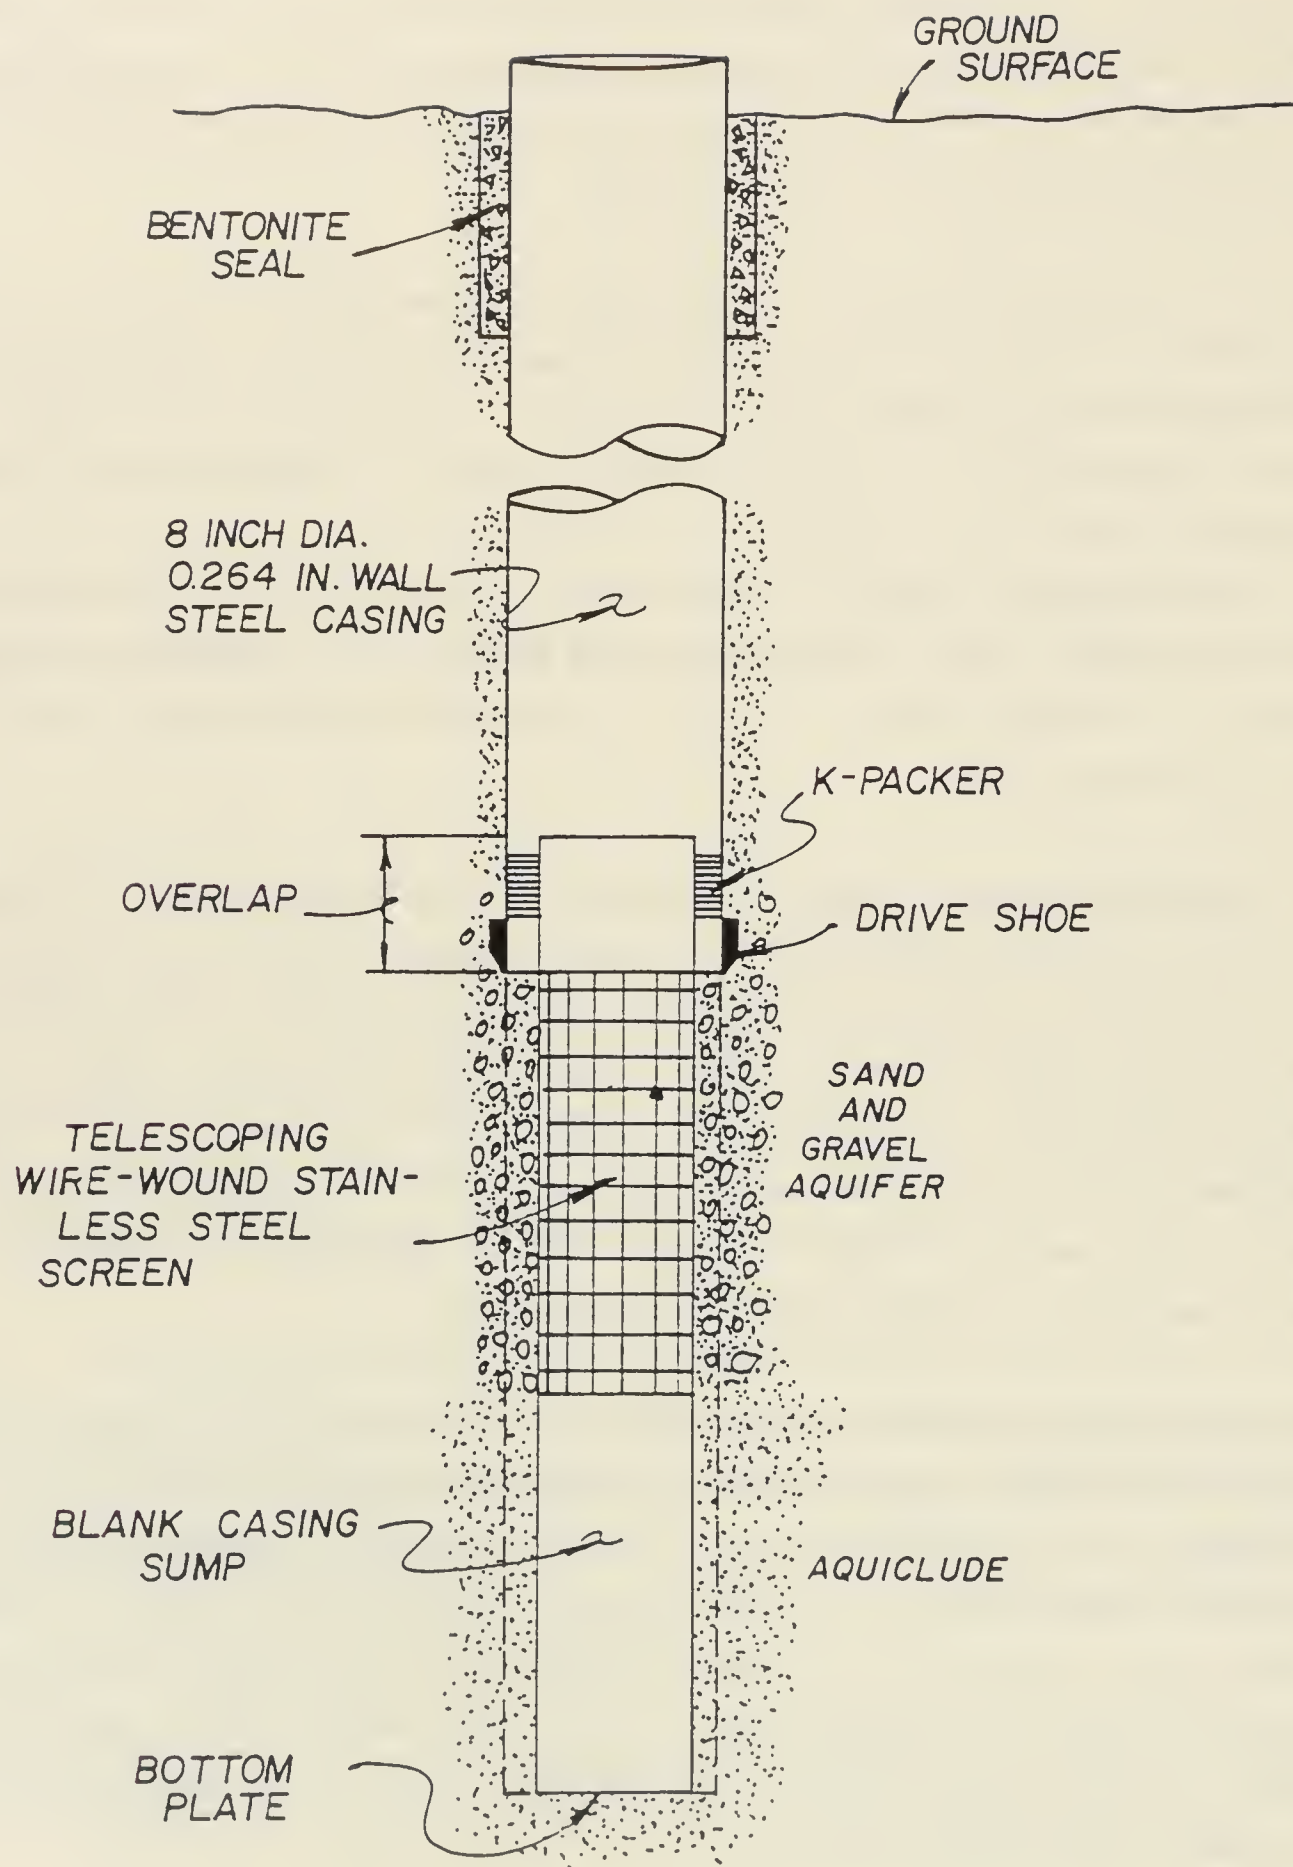 GROUND
SURFACE
BENTONITE
SEAL
8 INCH DIA.
0.264 IN. WALL
STEEL CASING
K-PACKER
OVERLAP
DRIVE SHOE
SAND
AND
GRAVEL
AQUIFER
TELESCOPING
WIRE-WOUND STAIN-
LESS STEEL
SCREEN
BLANK CASING
SUMP
AQUICLUDE
BOTTOM
PLATE